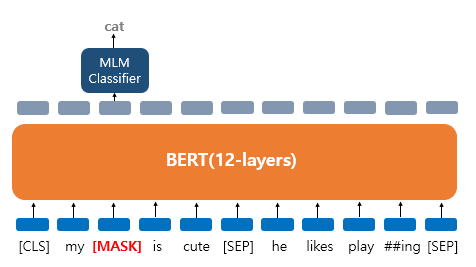 cat
MLM
Classifier
BERT(12-layers)
[CLS] my [MASK] is cute [SEP] he likes play ##ing [SEP]